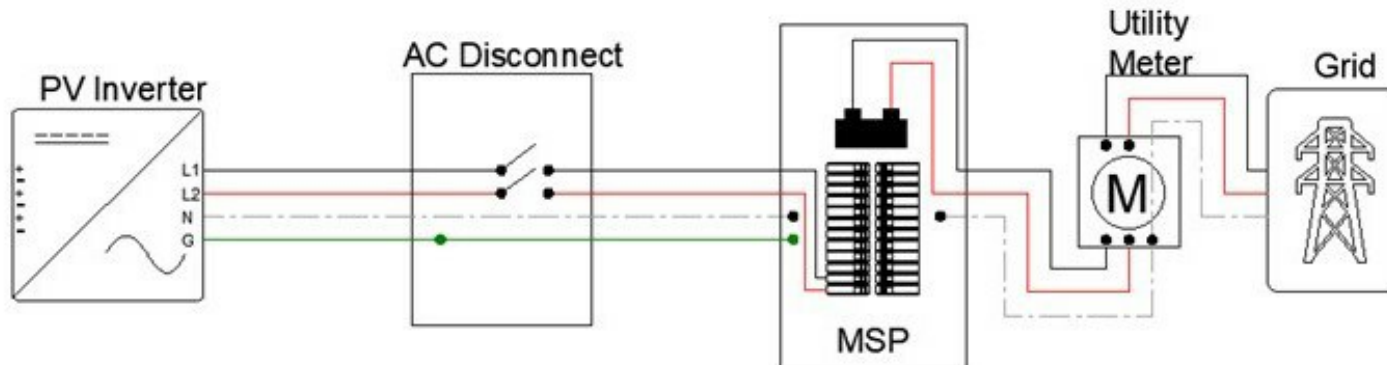 PV Inverter
L1
L2
N
G
AC Disconnect
MSP
Utility
Meter
M
Grid